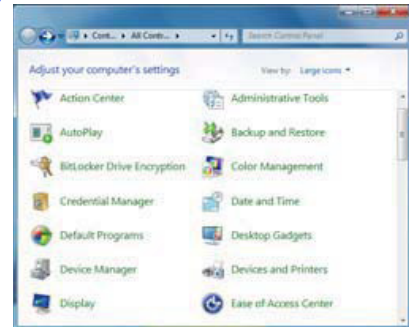 Cont... All Contr...
Search Control Panel
Adjust your computer's settings
View by: Large icons
Action Center
Administrative Tools
AutoPlay
Backup and Restore
BitLocker Drive Encryption
Color Management
Credential Manager
Date and Time
Default Programs
Desktop Gadgets
Device Manager
Devices and Printers
Display
Ease of Access Center